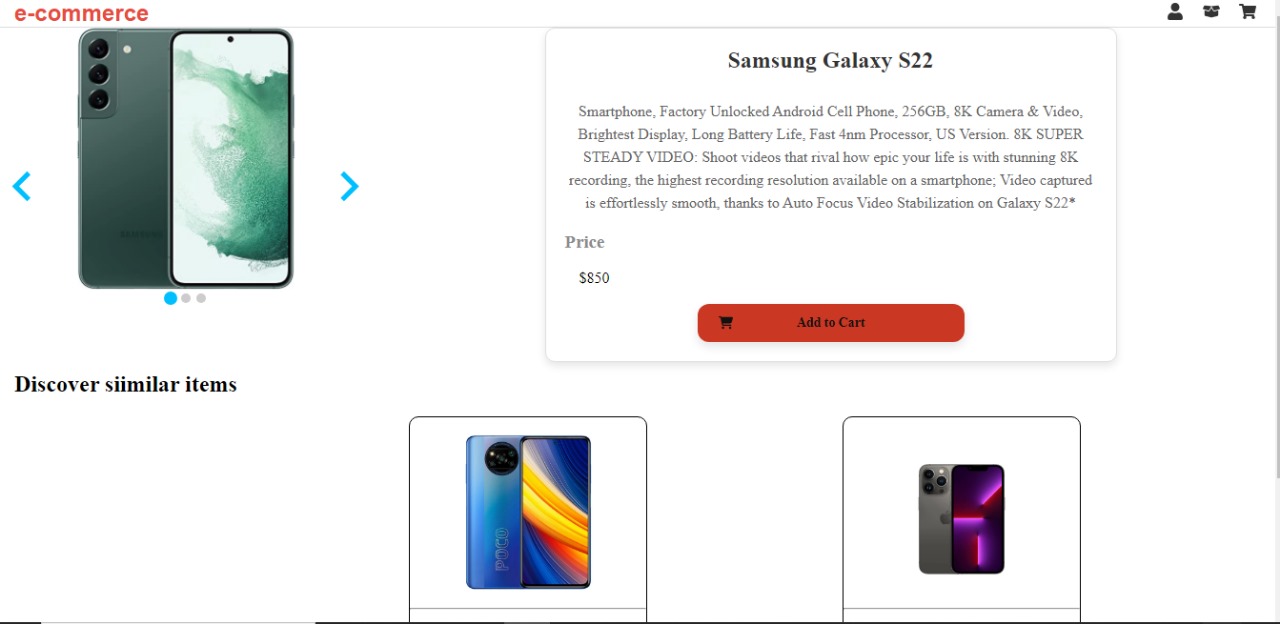 e-commerce
Samsung Galaxy S22
Smartphone, Factory Unlocked Android Cell Phone, 256GB, 8K Camera & Video,
Brightest Display, Long Battery Life, Fast 4nm Processor, US Version. 8K SUPER
STEADY VIDEO: Shoot videos that rival how epic your life is with stunning 8K
recording, the highest recording resolution available on a smartphone; Video captured
is effortlessly smooth, thanks to Auto Focus Video Stabilization on Galaxy S22*
Price
$850
Add to Cart
SAMSUNG
Discover siimilar items
POCO